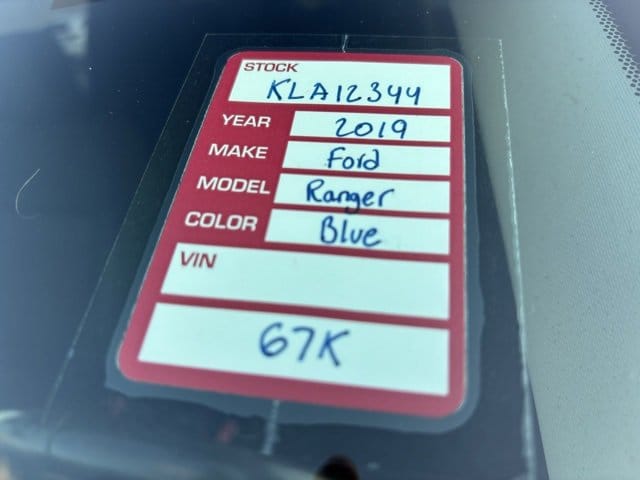 STOCK
KLA12344
YEAR 2019
MAKE Ford
MODEL Ranger
COLOR Blue
VIN
67K